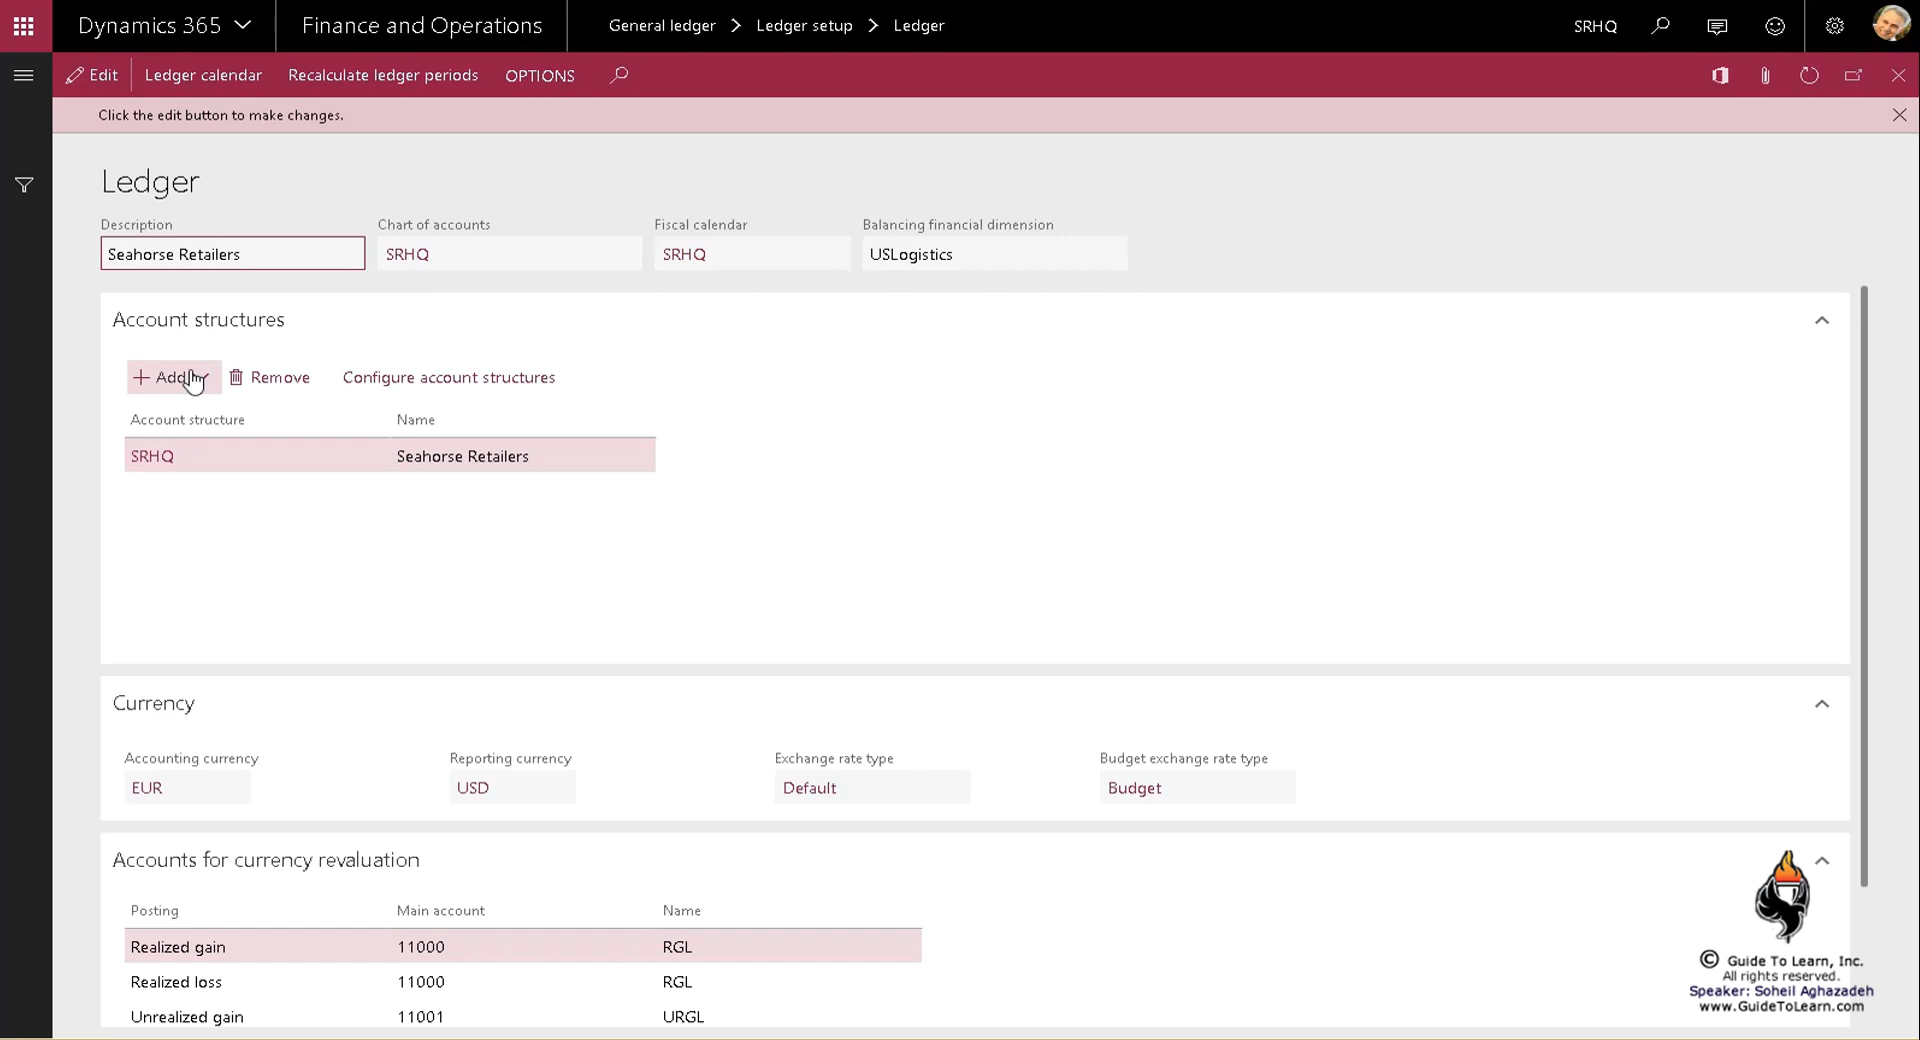 Dynamics 365
Finance and Operations
General ledger
Ledger setup
Ledger
SRHQ
Edit
Ledger calendar
Recalculate ledger periods
OPTIONS
Click the edit button to make changes.
Ledger
Description
Chart of accounts
Fiscal calendar
Balancing financial dimension
Seahorse Retailers
SRHQ
SRHQ
USLogistics
Account structures
Add
Remove
Configure account structures
Account structure
Name
SRHQ
Seahorse Retailers
Currency
Accounting currency
Reporting currency
Exchange rate type
Budget exchange rate type
EUR
USD
Default
Budget
Accounts for currency revaluation
Posting
Main account
Name
Realized gain
11000
RGL
Realized loss
11000
RGL
Unrealized gain
11001
URGL
© Guide To Learn, Inc.
All rights reserved.
Speaker: Soheil Aghazadeh
www.GuideToLearn.com